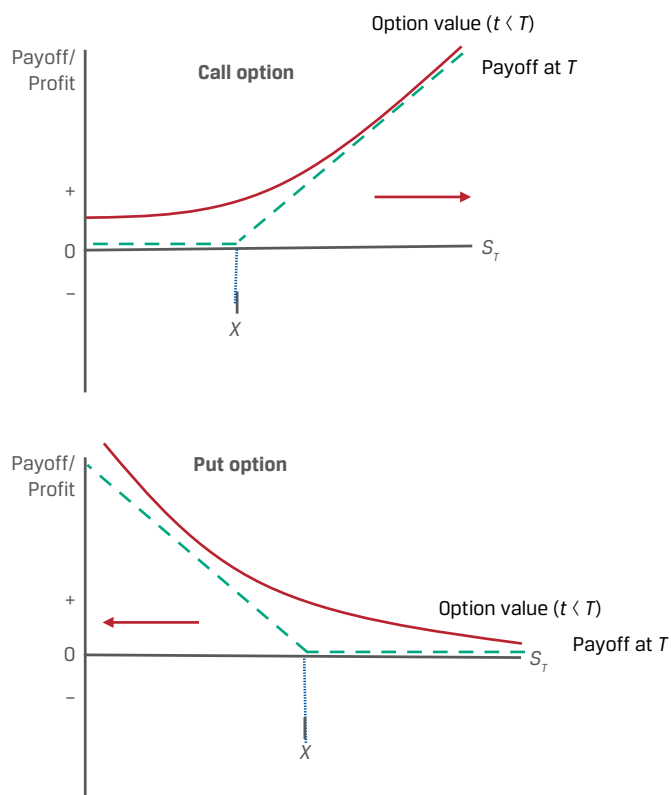 Option value (t < T)
Payoff/
Profit
Call option
Payoff at T
+
0
S_T
–
X
Payoff/
Profit
Put option
+
Option value (t < T)
0
Payoff at T
S_T
–
X